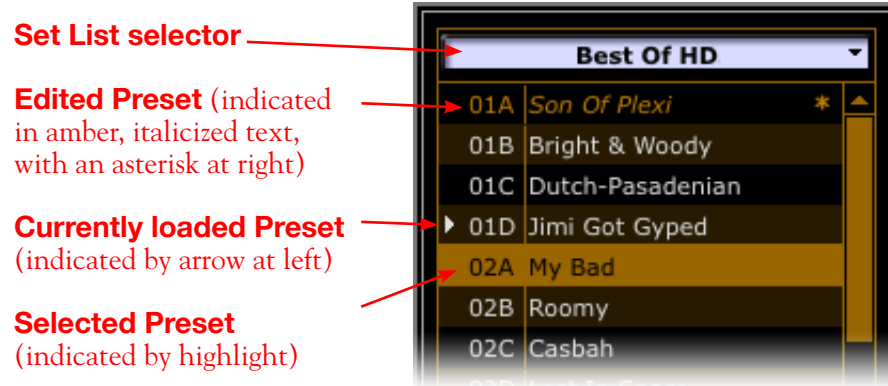 Set List selector
Edited Preset (indicated
in amber, italicized text,
with an asterisk at right)
Currently loaded Preset
(indicated by arrow at left)
Selected Preset
(indicated by highlight)
Best Of HD
01A Son Of Plexi *
01B Bright & Woody
01C Dutch-Pasadenian
01D Jimi Got Gyped
02A My Bad
02B Roomy
02C Casbah